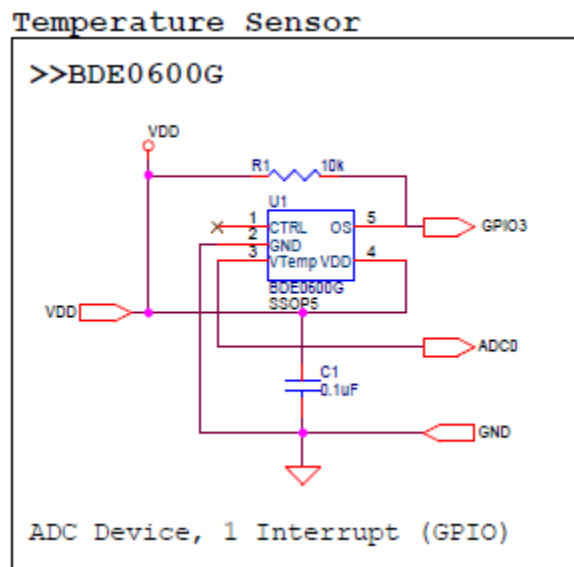 Temperature Sensor
>>BDE0600G
VDD
R1 10k
U1
1 CTRL OS 5 GPIO3
2 GND
3 VTemp VDD 4
BDE0600G
SSOP5
VDD
ADC0
C1
0.1uF
GND
ADC Device, 1 Interrupt (GPIO)